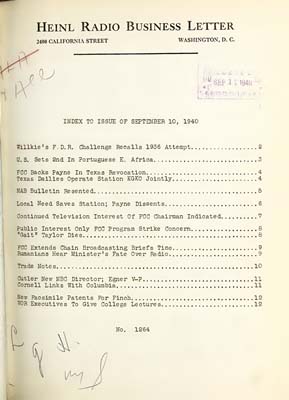 HEINL RADIO BUSINESS LETTER
2400 CALIFORNIA STREET WASHINGTON, D. C.
SEP 1 1940
INDEX TO ISSUE OF SEPTEMBER 10, 1940
Willkie's F.D.R. Challenge Recalls 1936 Attempt....................2
U.S. Sets 2nd In Portuguese E. Africa..............................3
FCC Backs Payne In Texas Revocation................................4
Texas Dailies Operate Station KGKO Jointly.........................4
NAB Bulletin Resented..............................................5
Local Need Saves Station; Payne Dissents...........................6
Continued Television Interest Of FCC Chairman Indicated............7
Public Interest Only FCC Program Strike Concern....................8
"Gait" Taylor Dies.................................................8
FCC Extends Chain Broadcasting Briefs Time.........................9
Rumanians Hear Minister's Fate Over Radio..........................9
Trade Notes........................................................10
Cutler New NBC Director; Egner V-P.................................11
Cornell Links With Columbia........................................11
New Facsimile Patents For Finch....................................12
WOR Executives To Give College Lectures............................12
No. 1264